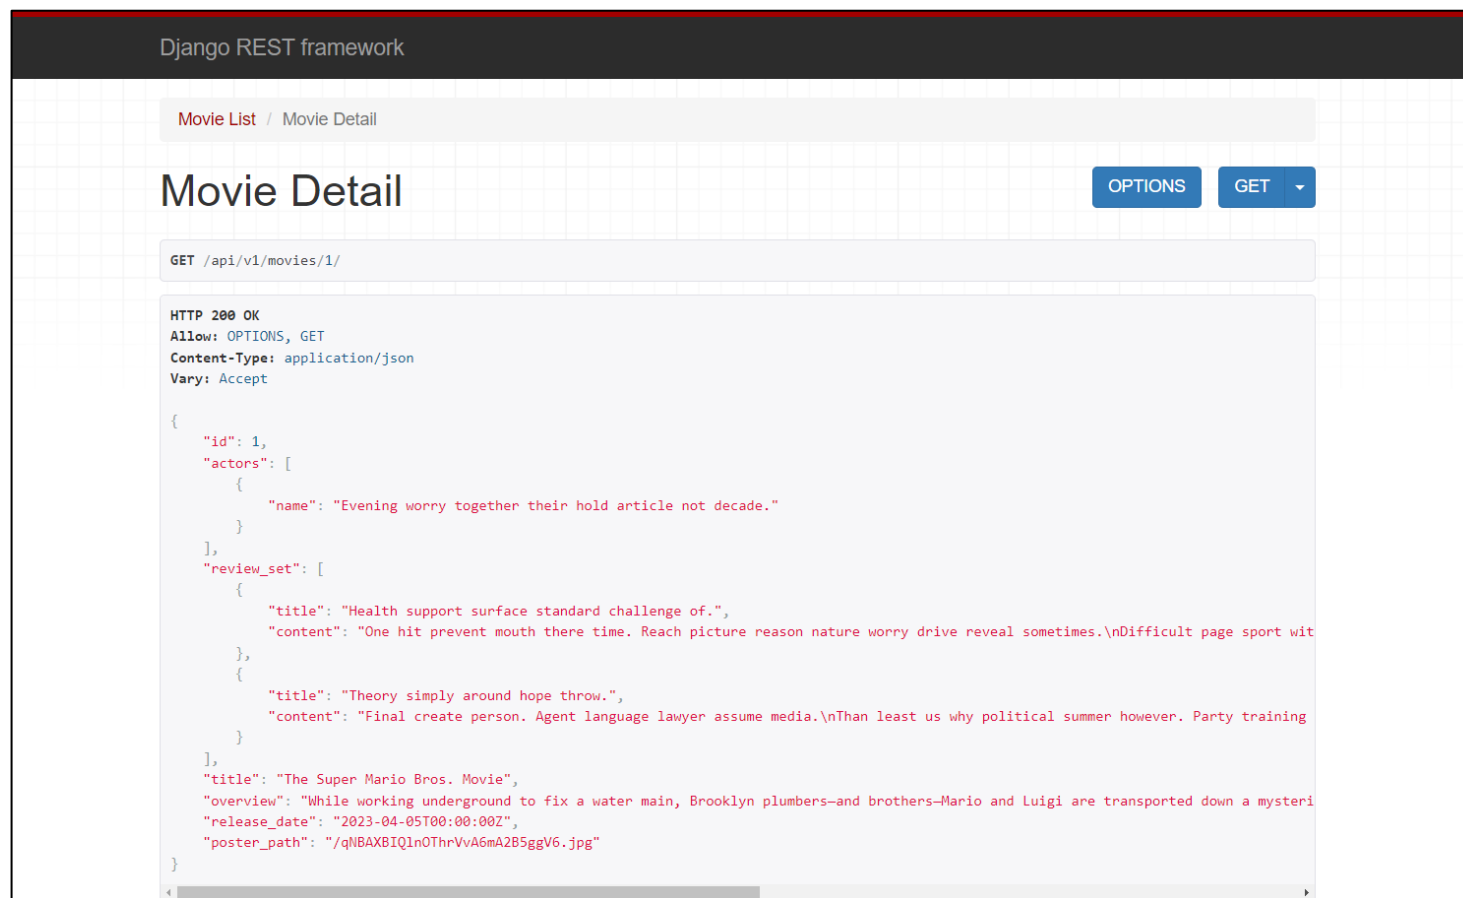 Django REST framework
Movie List / Movie Detail
Movie Detail
OPTIONS
GET
GET /api/v1/movies/1/
HTTP 200 OK
Allow: OPTIONS, GET
Content-Type: application/json
Vary: Accept
{
"id": 1,
"actors": [
{
"name": "Evening worry together their hold article not decade."
}
],
"review_set": [
{
"title": "Health support surface standard challenge of.",
"content": "One hit prevent mouth there time. Reach picture reason nature worry drive reveal sometimes.\nDifficult page sport wit
},
{
"title": "Theory simply around hope throw.",
"content": "Final create person. Agent language lawyer assume media.\nThan least us why political summer however. Party training
}
],
"title": "The Super Mario Bros. Movie",
"overview": "While working underground to fix a water main, Brooklyn plumbers—and brothers—Mario and Luigi are transported down a mysteri
"release_date": "2023-04-05T00:00:00Z",
"poster_path": "/qNBAXBIQlnOThrVvA6mA2B5ggV6.jpg"
}